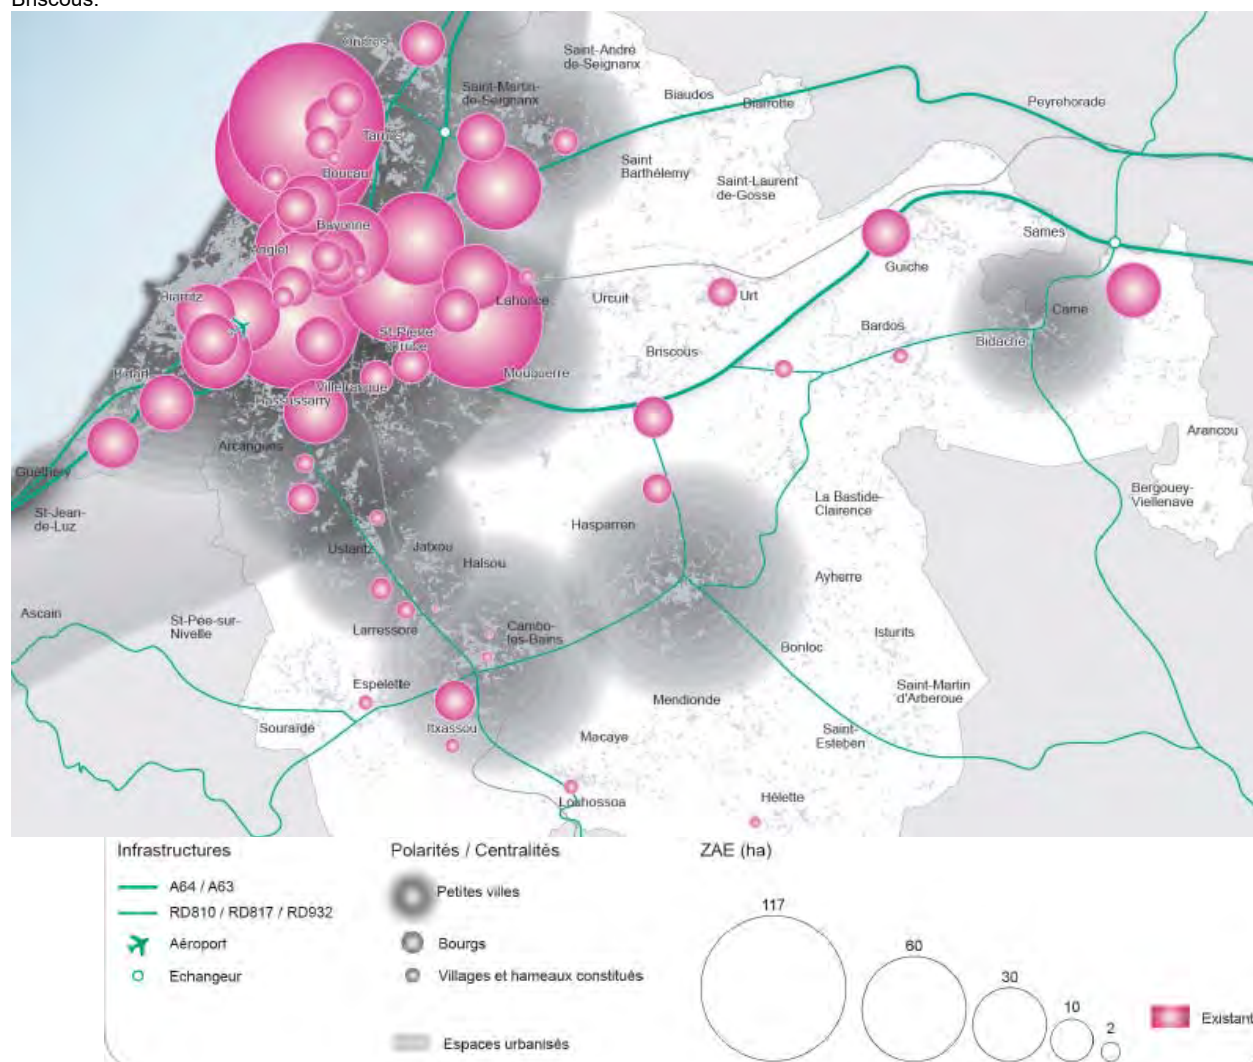 Briscous.
Ondres
Saint-André
de-Seignanx
Saint-Martin-
de-Seignanx
Biaudos
Biarrotte
Peyrehorade
Tarnos
Boucau
Saint
Barthélemy
Saint-Laurent
de-Gosse
Bayonne
Sames
Anglet
Guiche
Biarritz
Lahonce
Urcuit
Urt
Came
Bardos
Bidache
St-Pierre
d'Irube
Briscous
Mouguerre
Bidart
Villefranque
Bassussarry
Arcangues
Arancou
Guéthary
St-Jean-
de-Luz
Bergouey-
Viellenave
La Bastide-
Clairence
Hasparren
Ustaritz
Jatxou
Halsou
Ayherre
Ascain
St-Pée-sur-
Nivelle
Larressore
Cambo-
les-Bains
Isturits
Bonloc
Espelette
Mendionde
Saint-Martin
d'Arberoue
Souraïde
Itxassou
Macaye
Saint-
Esteben
Louhossoa
Hélette
Infrastructures
A64 / A63
RD810 / RD817 / RD932
Aéroport
Echangeur
Polarités / Centralités
Petites villes
Bourgs
Villages et hameaux constitués
Espaces urbanisés
ZAE (ha)
117
60
30
10
2
Existant